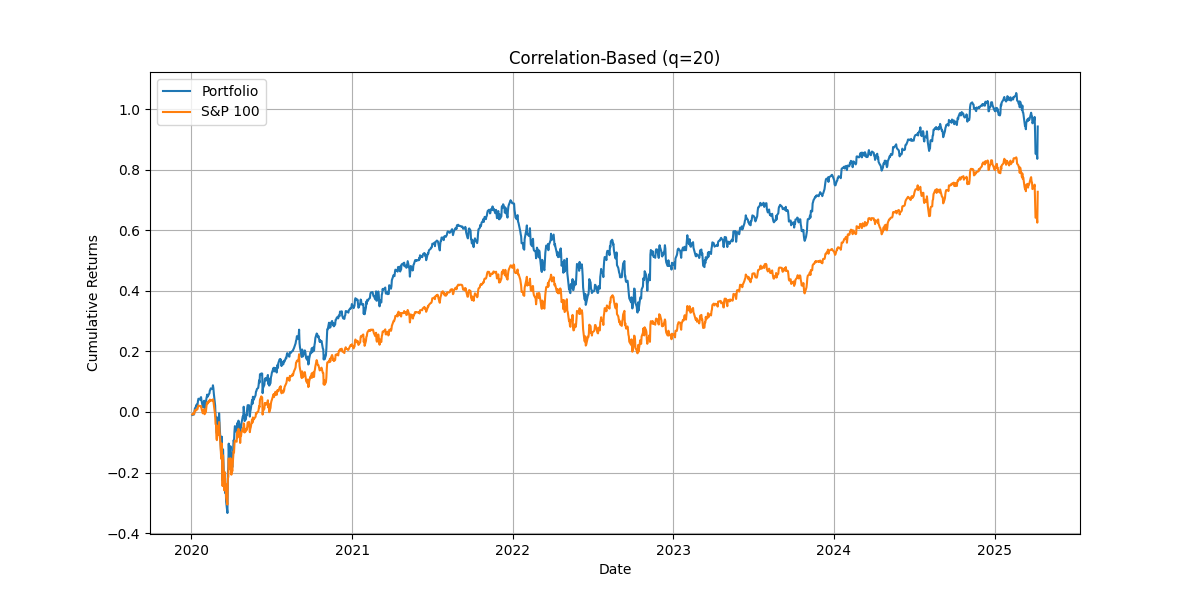 Correlation-Based (q=20)
Portfolio
S&P 100
Cumulative Returns
1.0
0.8
0.6
0.4
0.2
0.0
−0.2
−0.4
2020 2021 2022 2023 2024 2025
Date